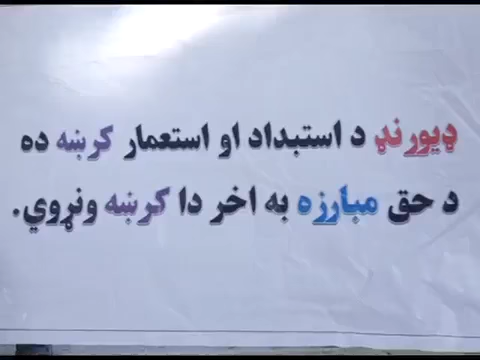 ډیورنډ د استبداد او استعمار کرښه ده
د حق مبارزه به اخر دا کرښه ونړوي.